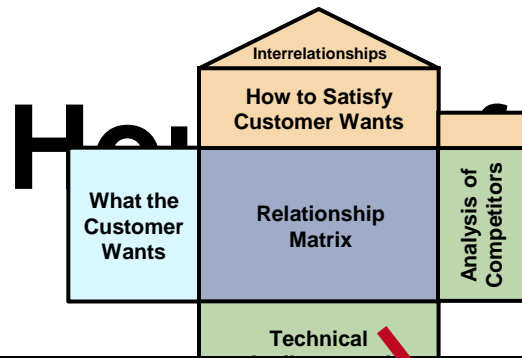 Interrelationships
How to Satisfy
Customer Wants
What the
Customer
Wants
Relationship
Matrix
Analysis of
Competitors
Technical